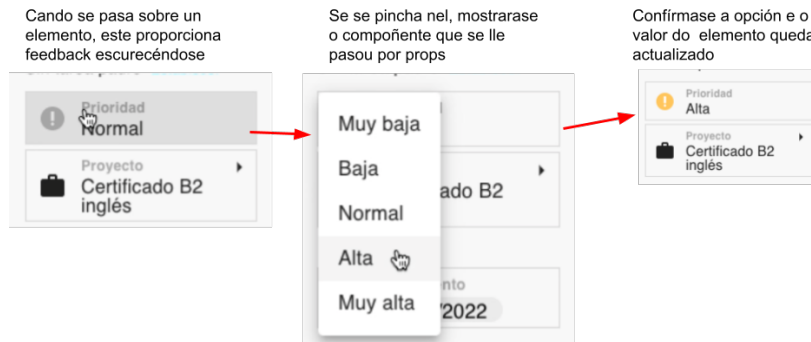 Cando se pasa sobre un
elemento, este proporciona
feedback escurecéndose
Prioridad
Normal
Proyecto
Certificado B2
inglés
Se se pincha nel, mostrarase
o compoñente que se lle
pasou por props
Muy baja
Baja
Normal
Alta
Muy alta
ado B2
nto
/2022
Confírmase a opción e o
valor do elemento queda
actualizado
Prioridad
Alta
Proyecto
Certificado B2
inglés